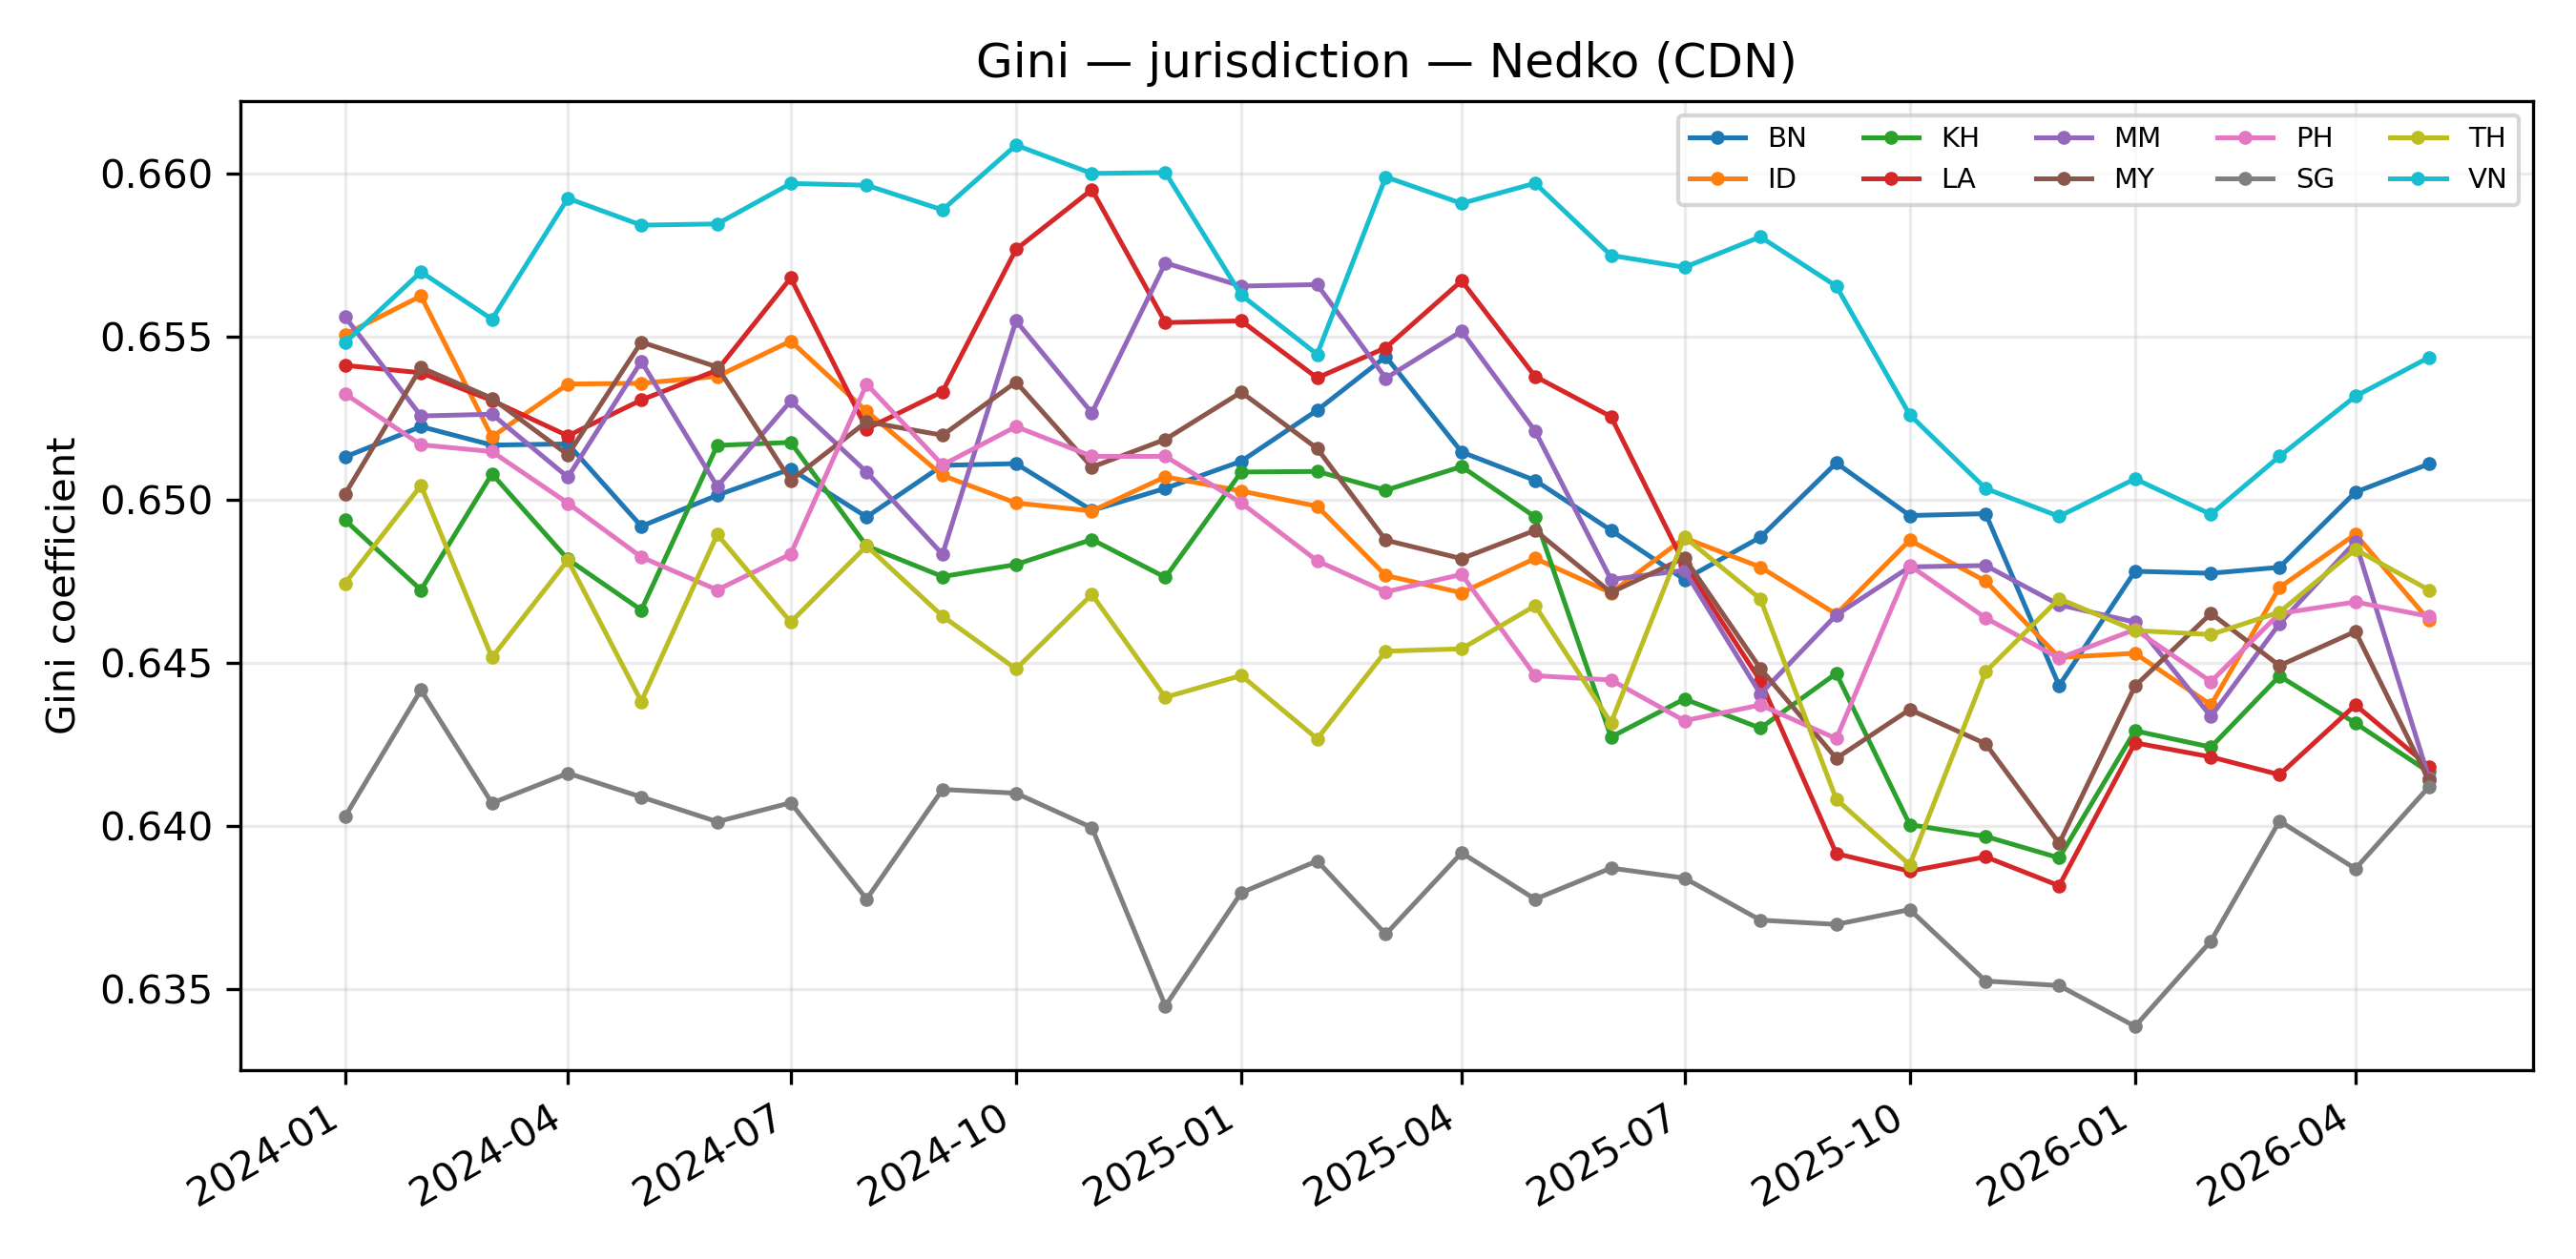 Gini — jurisdiction — Nedko (CDN)
BN KH MM PH TH
ID LA MY SG VN
Gini coefficient
0.660
0.655
0.650
0.645
0.640
0.635
2024-01 2024-04 2024-07 2024-10 2025-01 2025-04 2025-07 2025-10 2026-01 2026-04